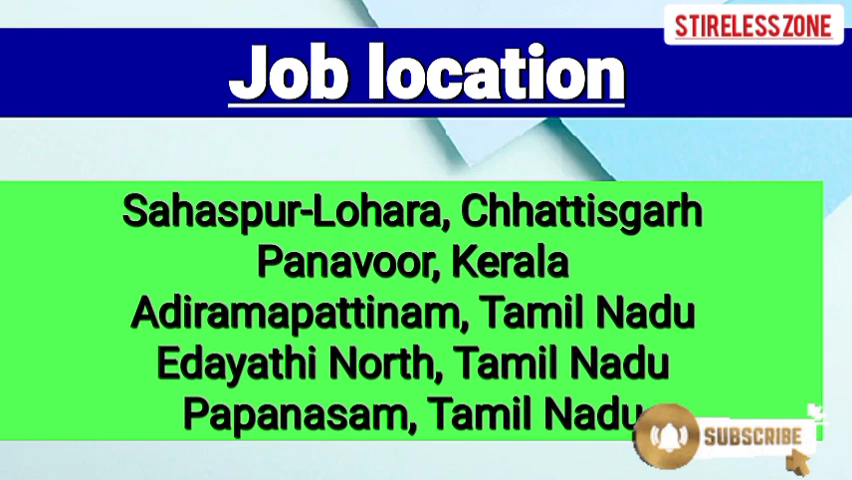 STIRELESSZONE
Job location
Sahaspur-Lohara, Chhattisgarh
Panavoor, Kerala
Adiramapattinam, Tamil Nadu
Edayathi North, Tamil Nadu
Papanasam, Tamil Nadu
SUBSCRIBE